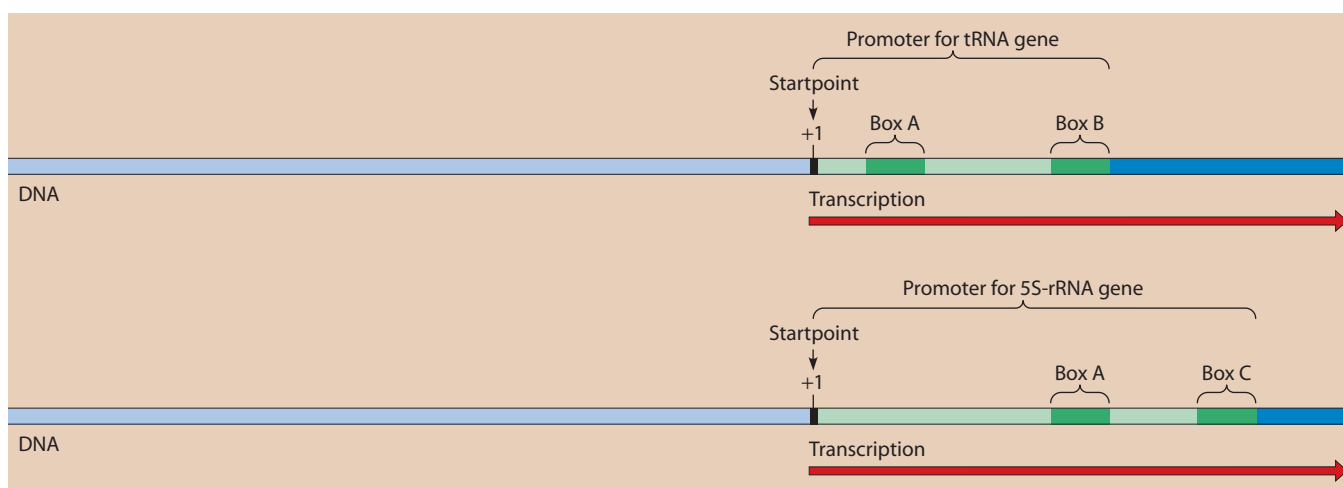 Promoter for tRNA gene
Startpoint
+1
Box A
Box B
DNA
Transcription
Promoter for 5S-rRNA gene
Startpoint
+1
Box A
Box C
DNA
Transcription